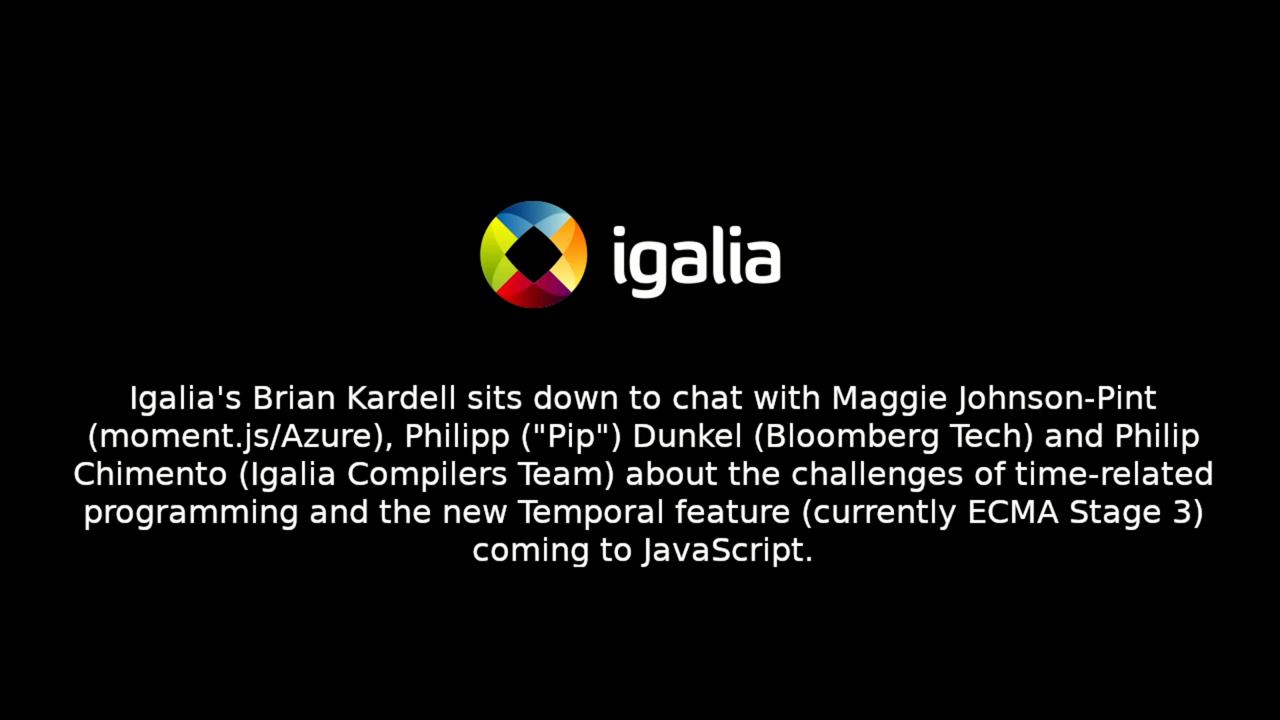 igalia
Igalia's Brian Kardell sits down to chat with Maggie Johnson-Pint
(moment.js/Azure), Philipp ("Pip") Dunkel (Bloomberg Tech) and Philip
Chimento (Igalia Compilers Team) about the challenges of time-related
programming and the new Temporal feature (currently ECMA Stage 3)
coming to JavaScript.